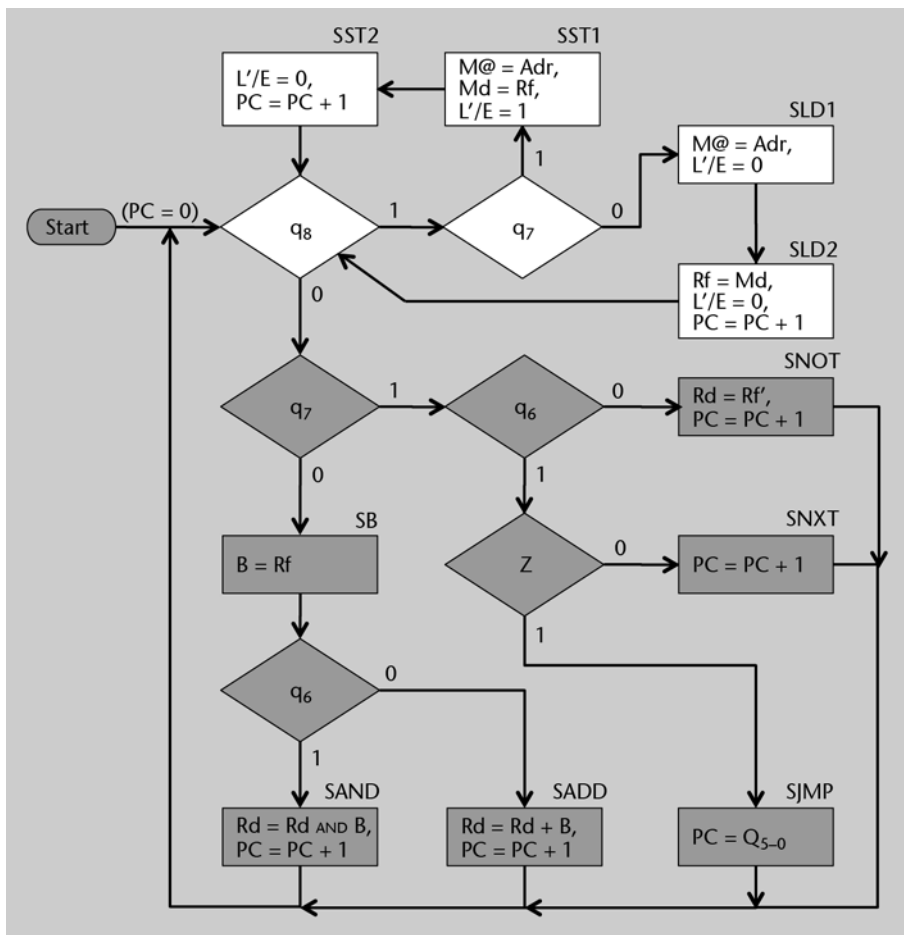 SST2
SST1
L'/E = 0,
PC = PC + 1
M@ = Adr,
Md = Rf,
L'/E = 1
SLD1
M@ = Adr,
L'/E = 0
1
Start
(PC = 0)
q8
1
q7
0
SLD2
Rf = Md,
L'/E = 0,
PC = PC + 1
0
SNOT
q7
1
q6
0
Rd = Rf',
PC = PC + 1
0
1
SB
SNXT
B = Rf
Z
0
PC = PC + 1
1
q6
0
1
SAND
SADD
SJMP
Rd = Rd AND B,
PC = PC + 1
Rd = Rd + B,
PC = PC + 1
PC = Q5–0